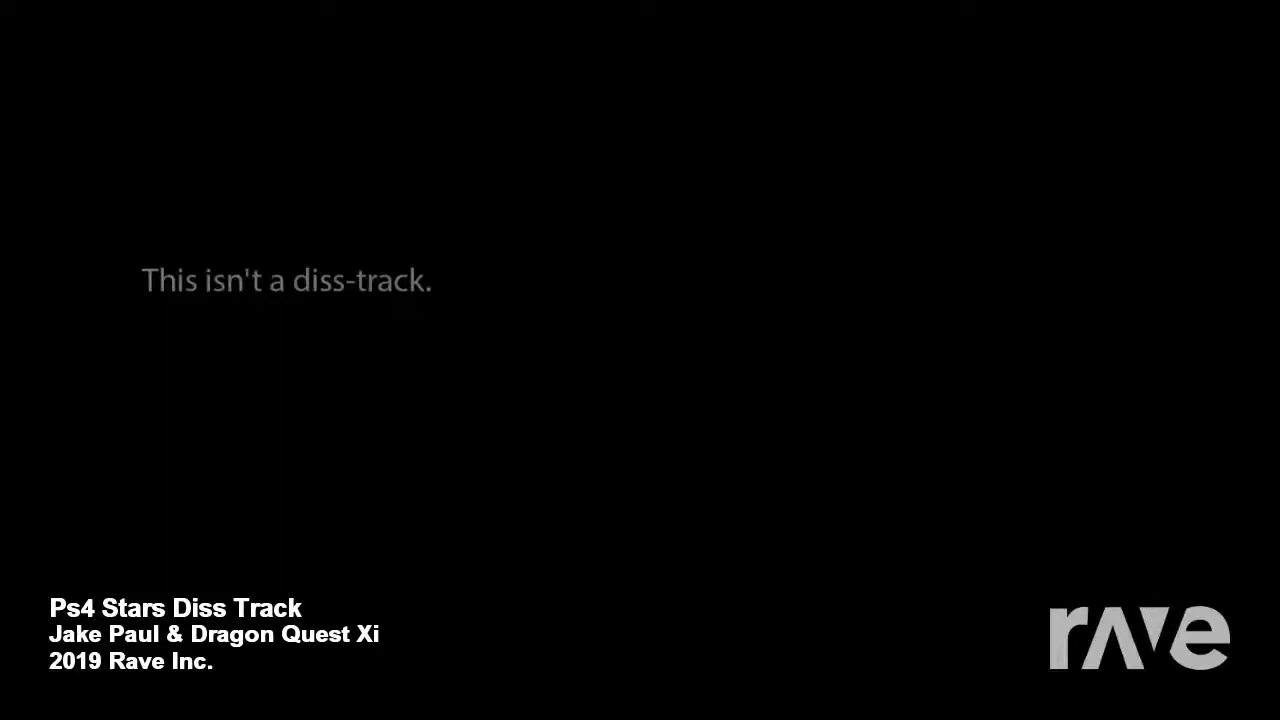 This isn't a diss-track.
Ps4 Stars Diss Track
Jake Paul & Dragon Quest Xi
2019 Rave Inc.
rave